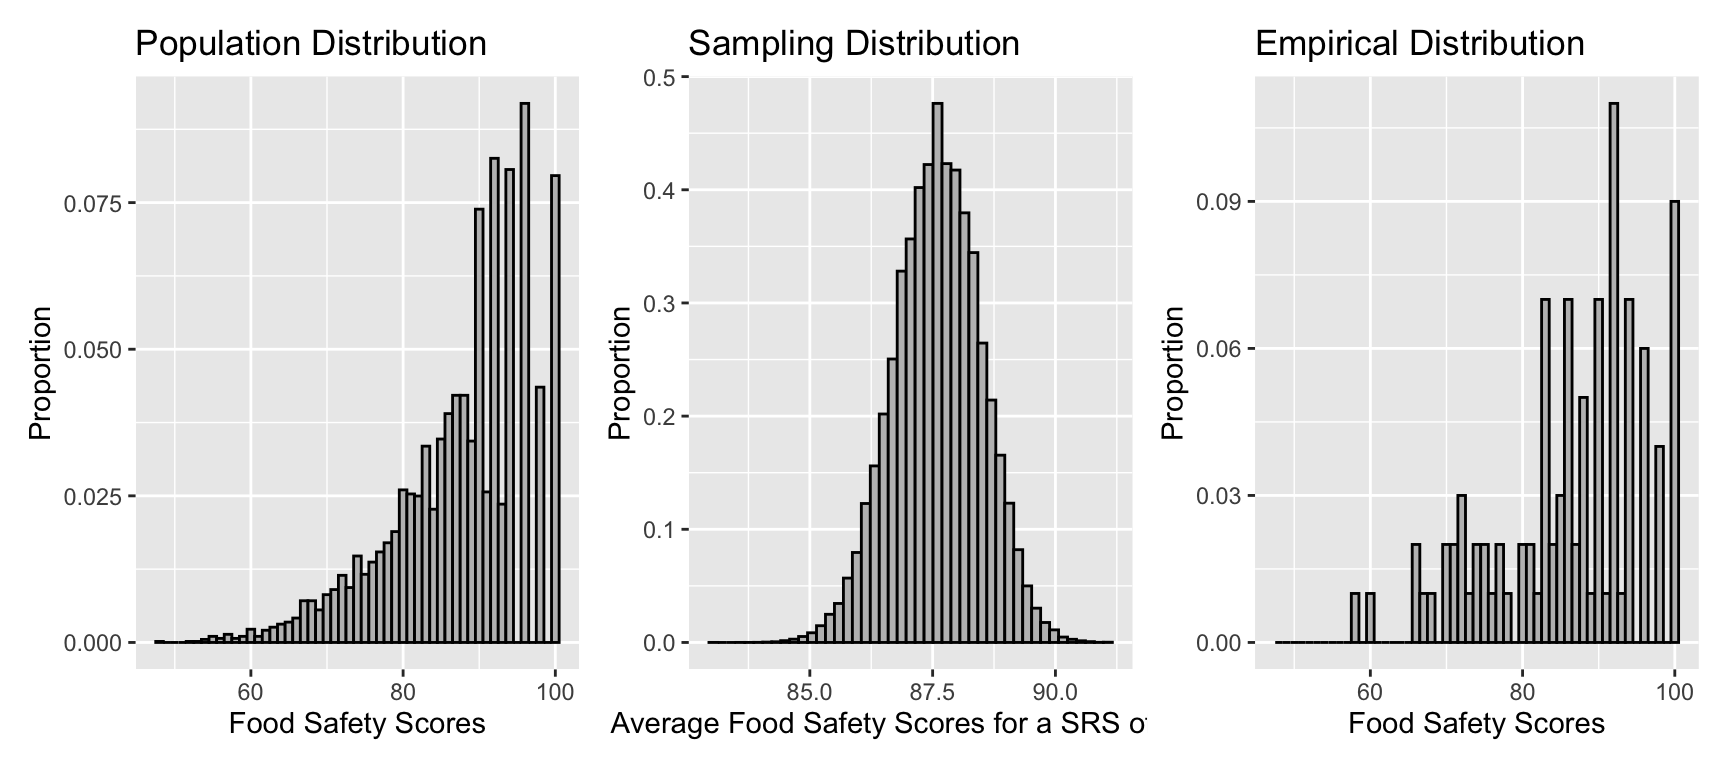 Population Distribution
Proportion
0.075
0.050
0.025
0.000
60 80 100
Food Safety Scores
Sampling Distribution
Proportion
0.5
0.4
0.3
0.2
0.1
0.0
85.0 87.5 90.0
Average Food Safety Scores for a SRS
Empirical Distribution
Proportion
0.09
0.06
0.03
0.00
60 80 100
Food Safety Scores